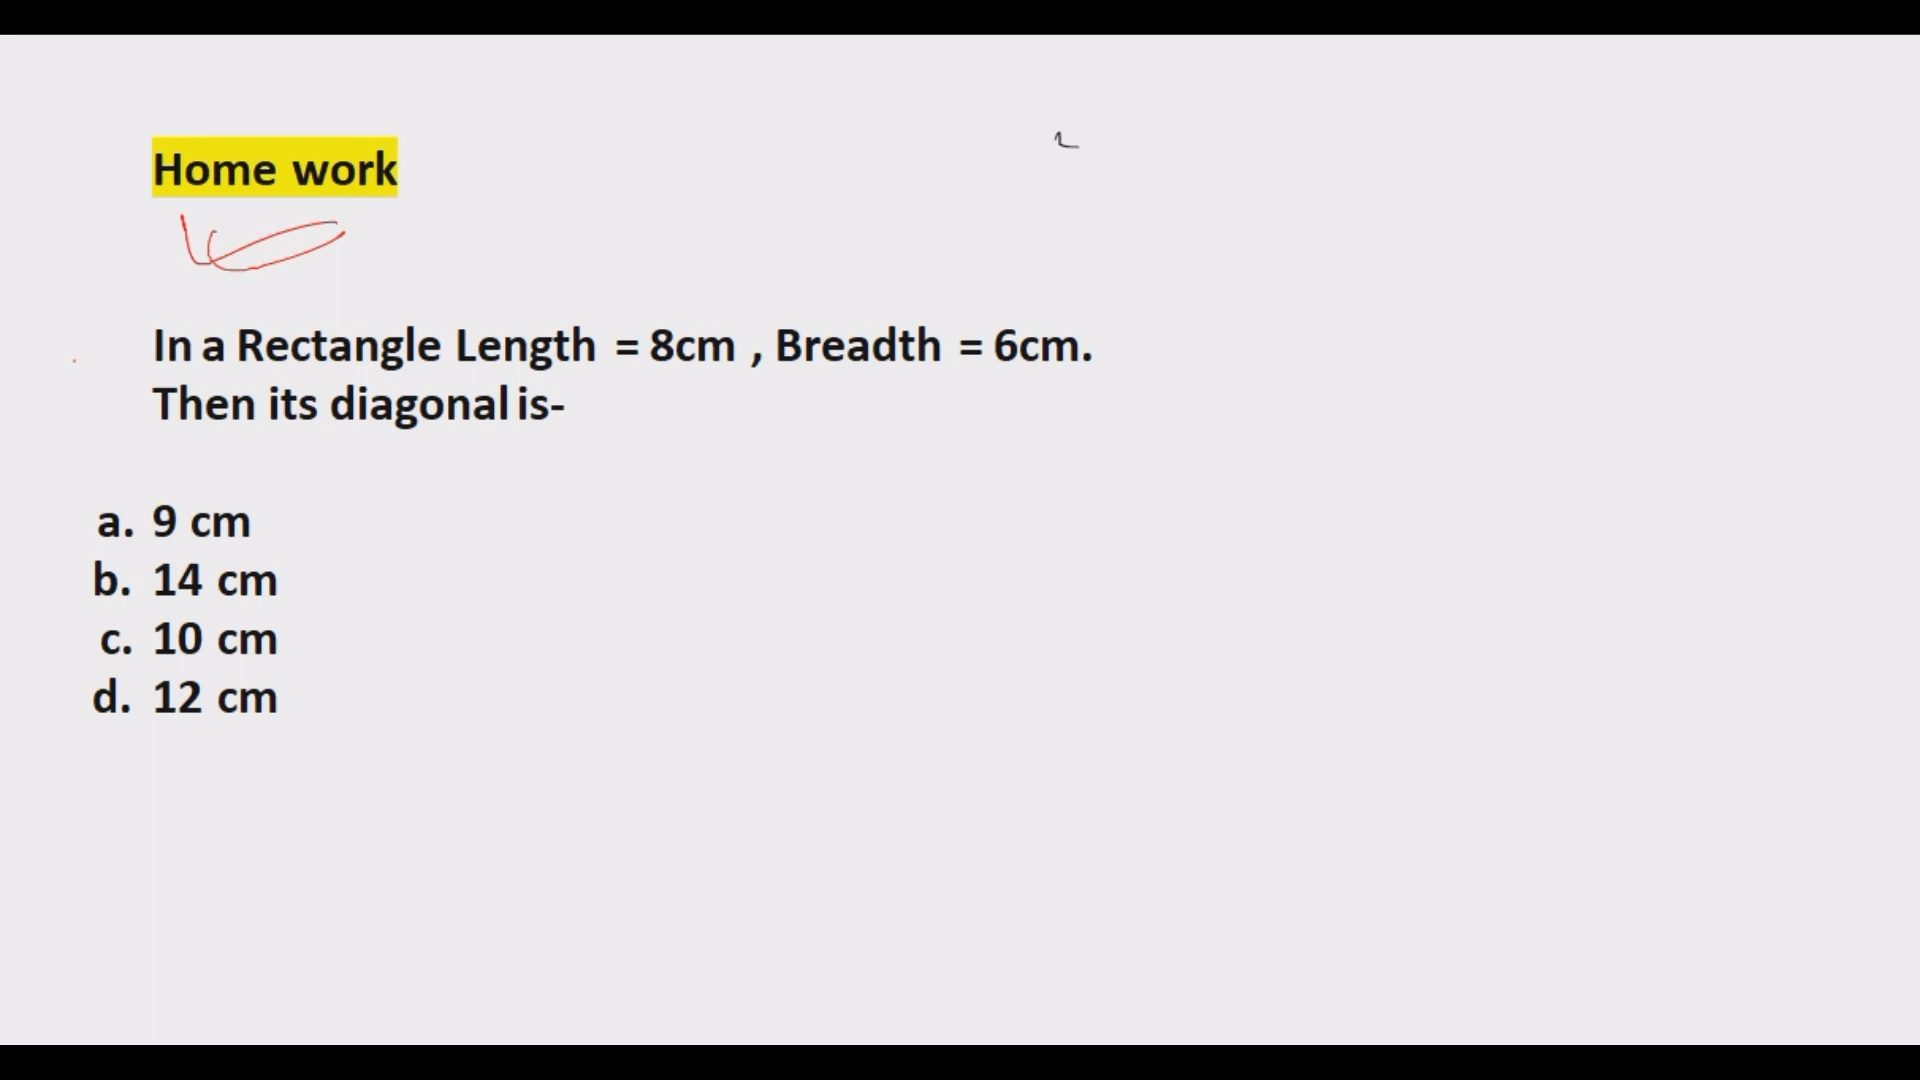 Home work
In a Rectangle Length = 8cm , Breadth = 6cm.
Then its diagonal is-
a. 9 cm
b. 14 cm
c. 10 cm
d. 12 cm